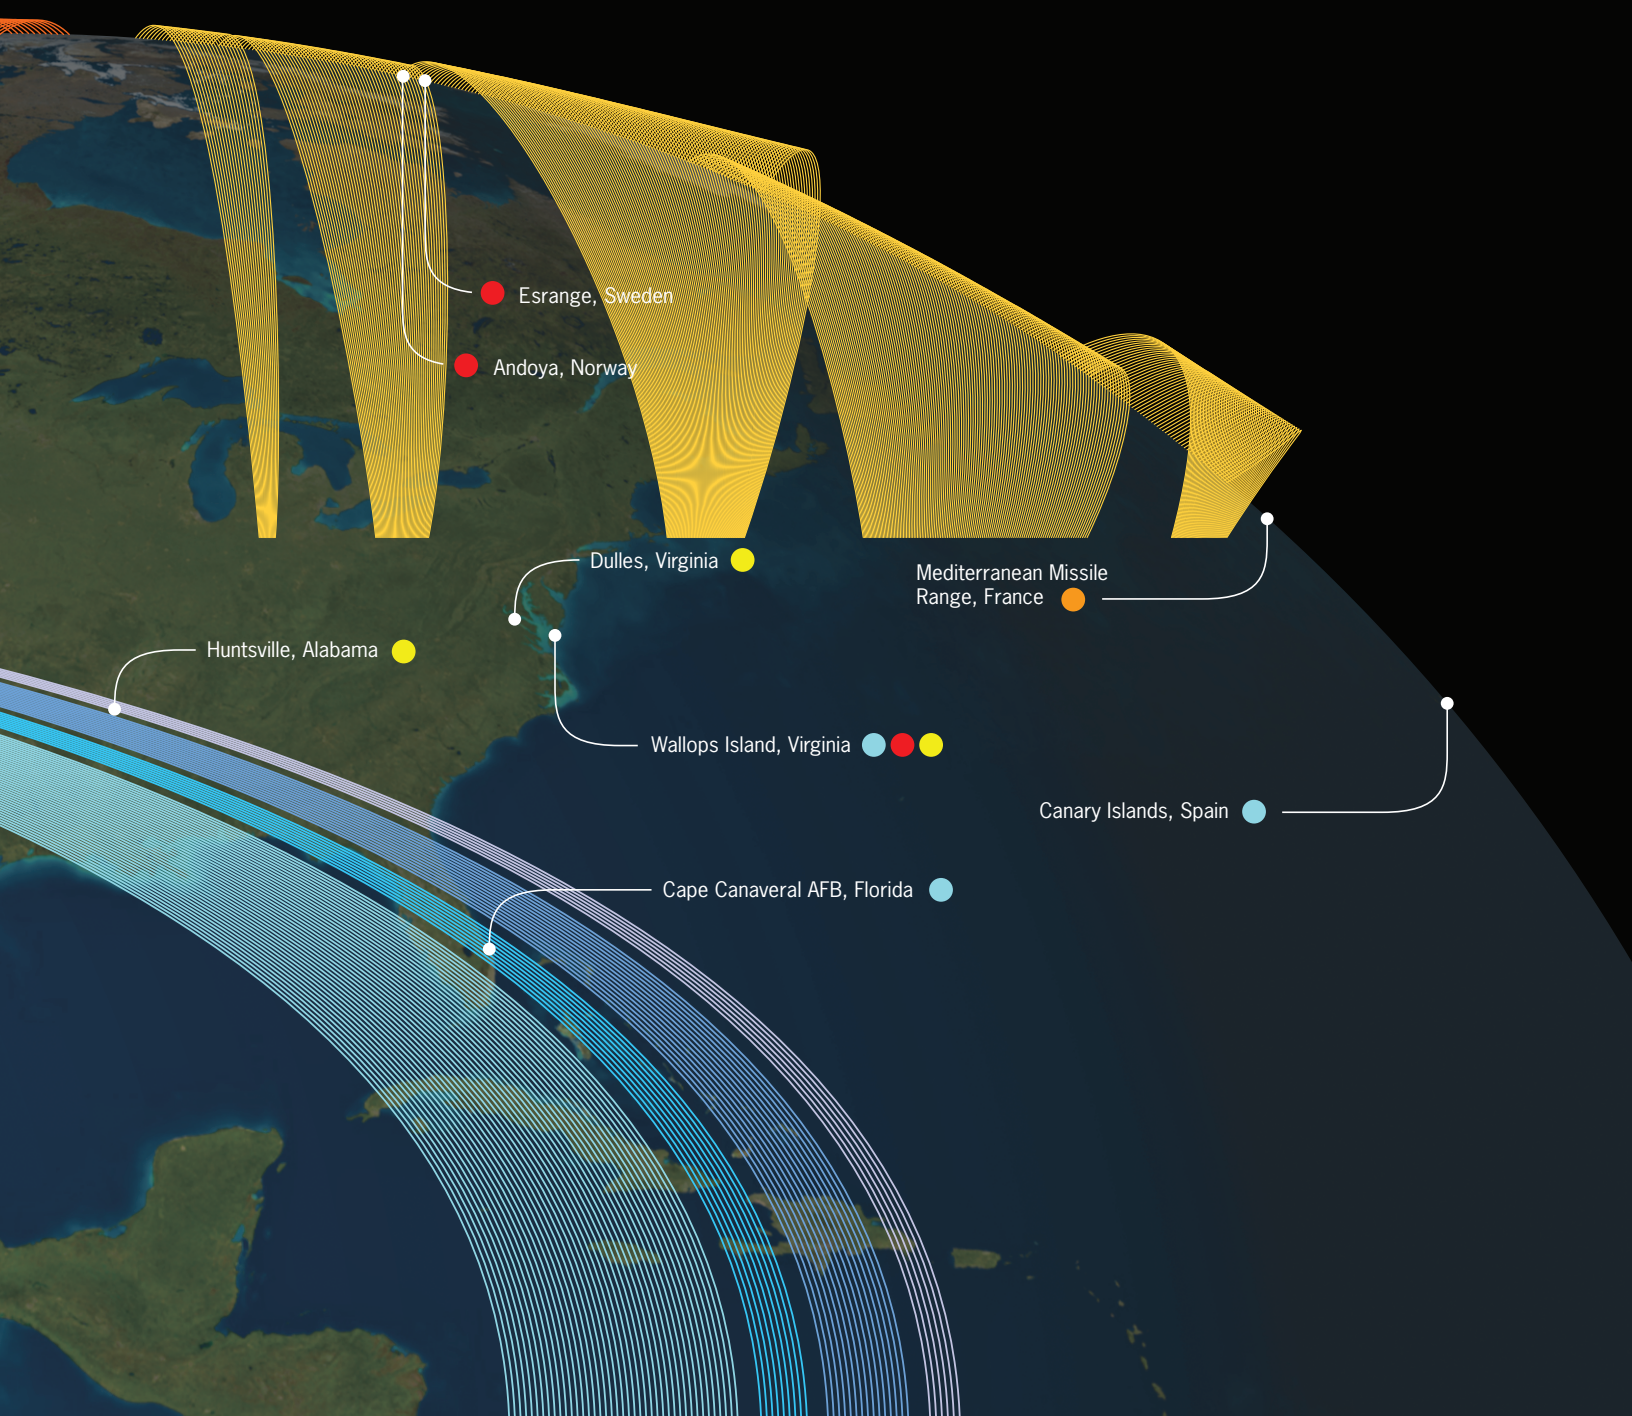 Esrange, Sweden
Andoya, Norway
Dulles, Virginia
Mediterranean Missile
Range, France
Huntsville, Alabama
Wallops Island, Virginia
Canary Islands, Spain
Cape Canaveral AFB, Florida